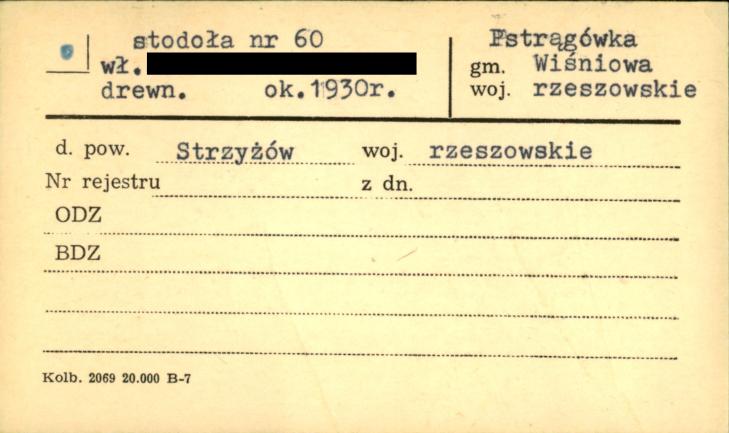 stodoła nr 60
wł.
drewn. ok.1930r.
Pstrągówka
gm. Wiśniowa
woj. rzeszowskie
d. pow. Strzyżów woj. rzeszowskie
Nr rejestru z dn.
ODZ
BDZ
Kolb. 2069 20.000 B-7